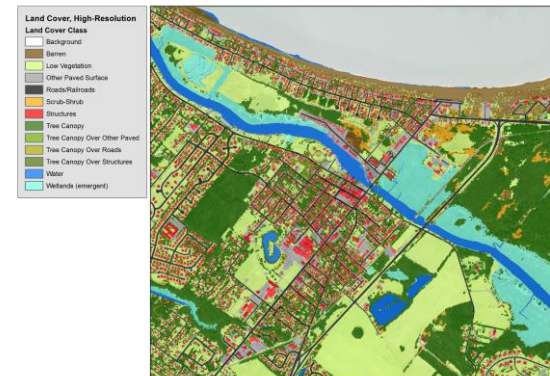 Land Cover, High-Resolution
Land Cover Class
Background
Barren
Low Vegetation
Other Paved Surface
Roads/Railroads
Scrub-Shrub
Structures
Tree Canopy
Tree Canopy Over Other Paved
Tree Canopy Over Roads
Tree Canopy Over Structures
Water
Wetlands (emergent)